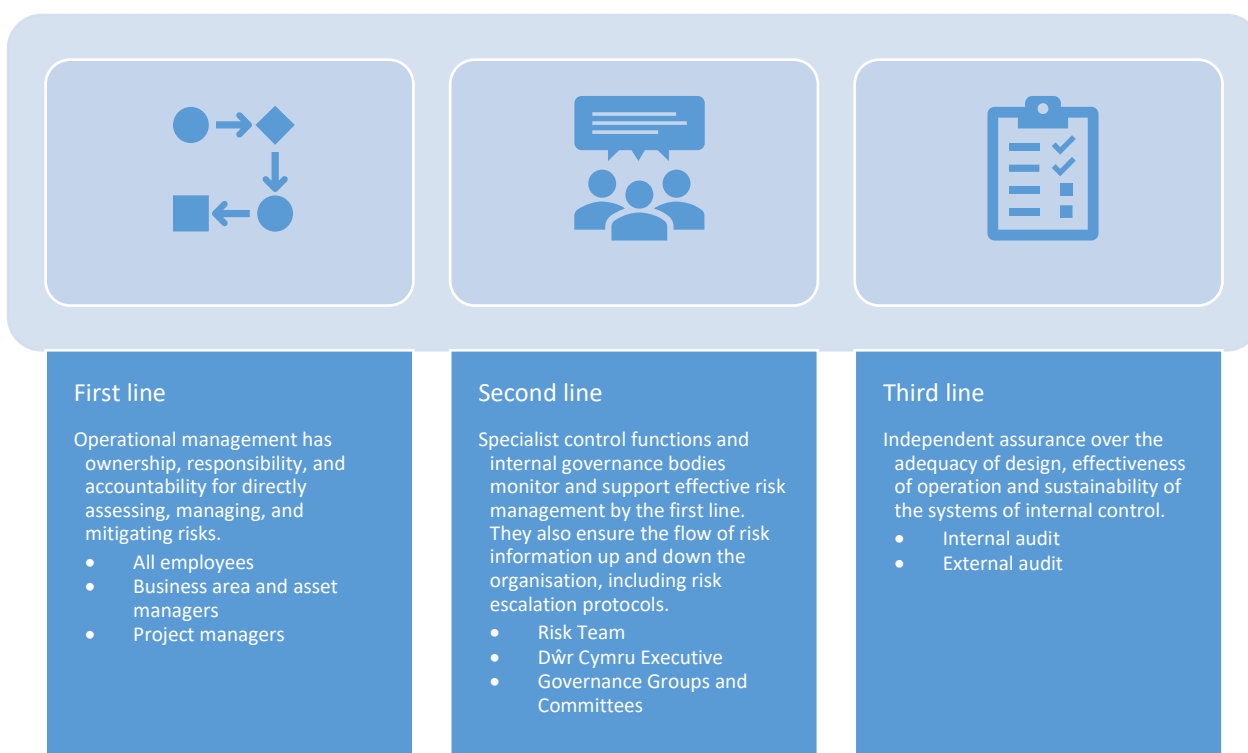 First line
Operational management has
ownership, responsibility, and
accountability for directly
assessing, managing, and
mitigating risks.
• All employees
• Business area and asset
managers
• Project managers
Second line
Specialist control functions and
internal governance bodies
monitor and support effective risk
management by the first line.
They also ensure the flow of risk
information up and down the
organisation, including risk
escalation protocols.
• Risk Team
• Dŵr Cymru Executive
• Governance Groups and
Committees
Third line
Independent assurance over the
adequacy of design, effectiveness
of operation and sustainability of
the systems of internal control.
• Internal audit
• External audit